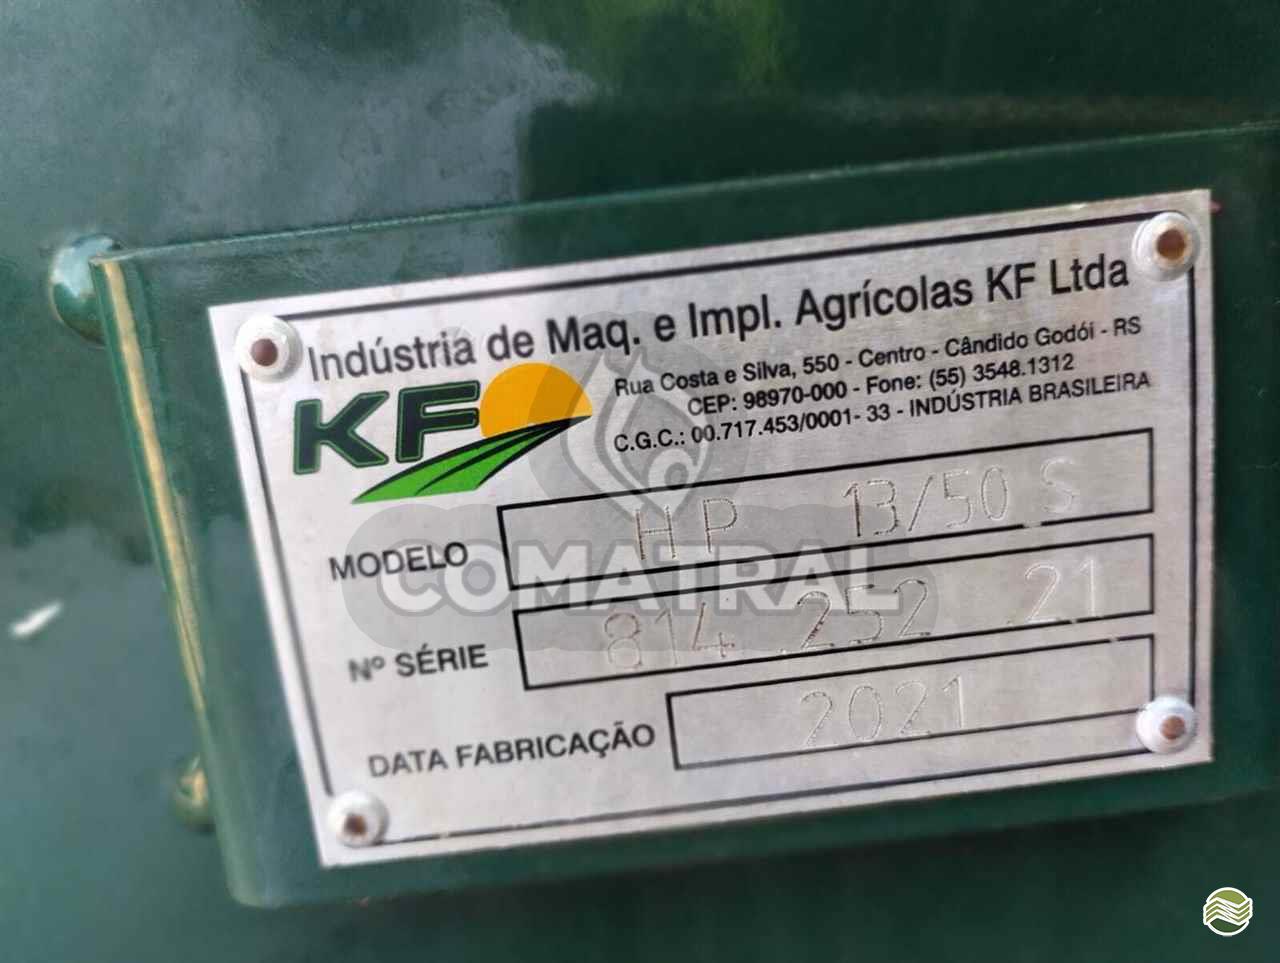 Indústria de Maq. e Impl. Agrícolas KF Ltda
KF
Rua Costa e Silva, 550 - Centro - Cândido Godói - RS
CEP: 98970-000 - Fone: (55) 3548.1312
C.G.C.: 00.717.453/0001- 33 - INDÚSTRIA BRASILEIRA
MODELO HP 13/50 S
COMATRAL
Nº SÉRIE 814.252 21
DATA FABRICAÇÃO 2021